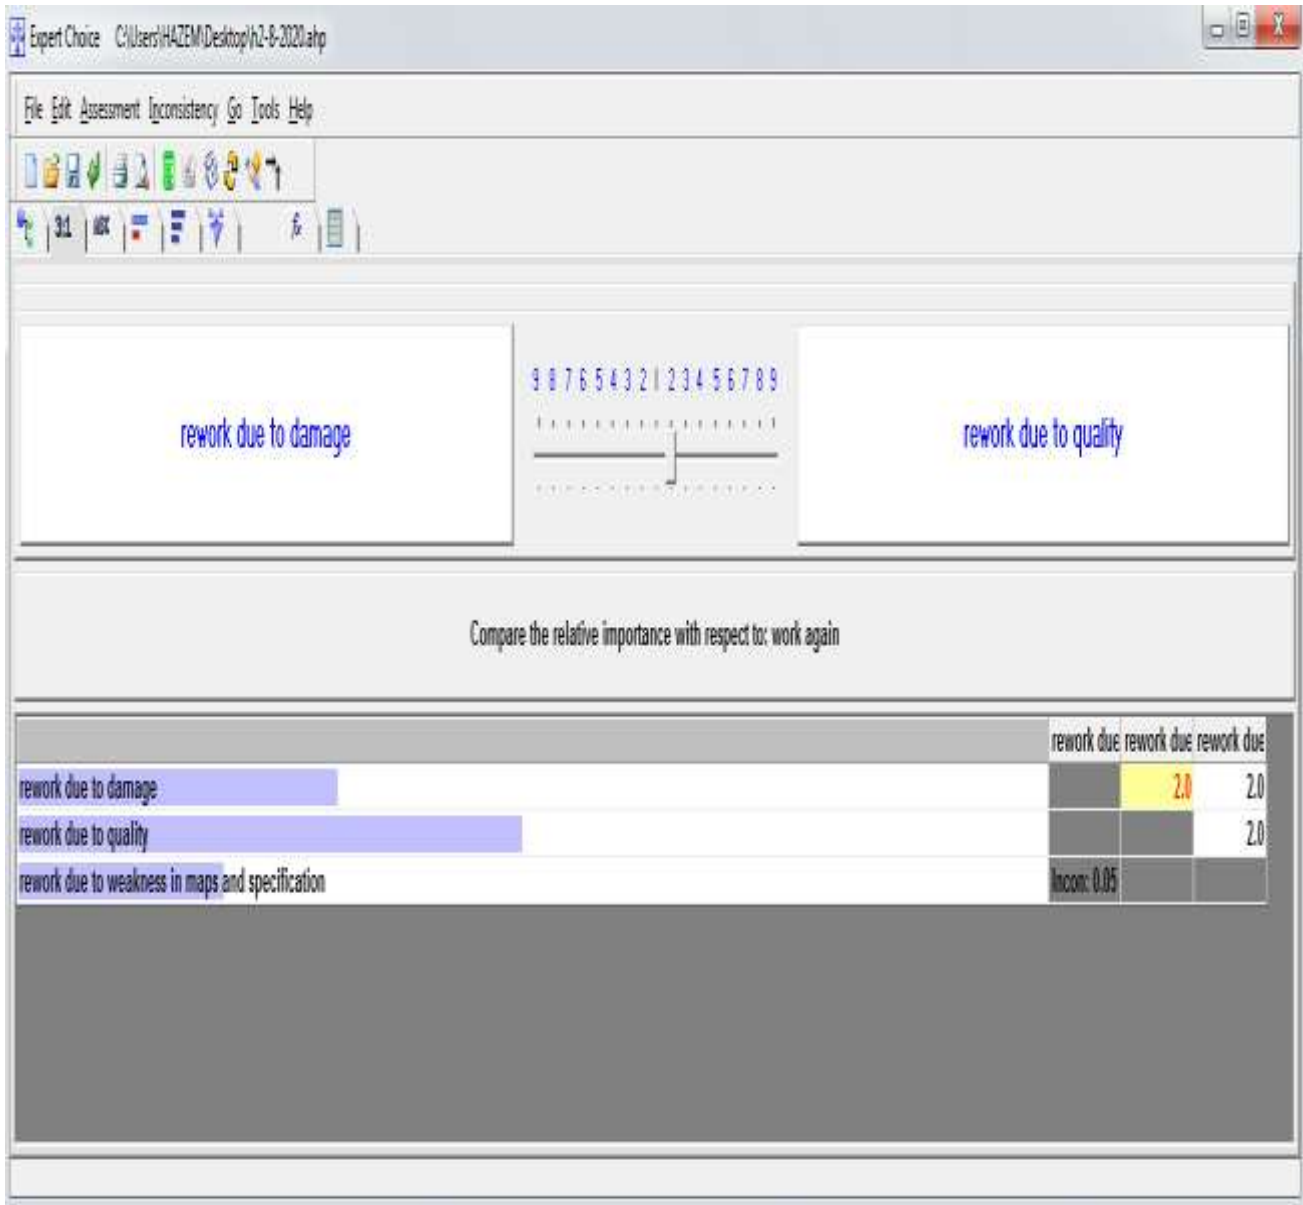 Expert Choice C:\Users\HAZEM\Desktop\h2-8-2020.ahp
File Edit Assessment Inconsistency Go Tools Help
3:1 ABC fx
9 8 7 6 5 4 3 2 1 2 3 4 5 6 7 8 9
rework due to damage
rework due to quality
Compare the relative importance with respect to: work again
rework due rework due rework due
rework due to damage 2.0 2.0
rework due to quality 2.0
rework due to weakness in maps and specification Incon: 0.05